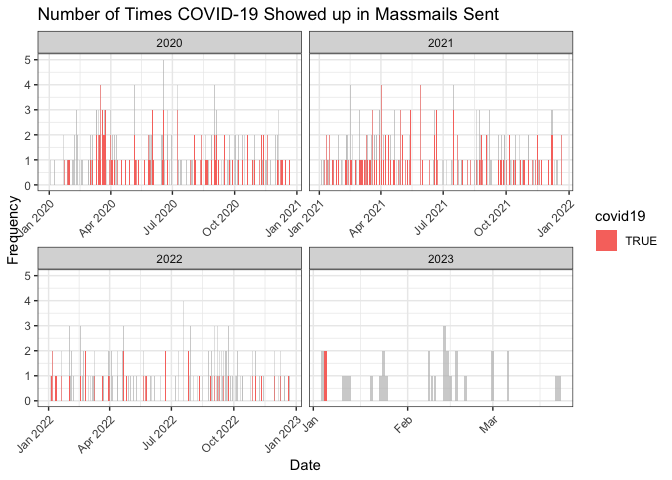 Number of Times COVID-19 Showed up in Massmails Sent
2020
2021
5
4
3
2
1
0
Jan 2020
Apr 2020
Jul 2020
Oct 2020
Jan 2021
Jan 2021
Apr 2021
Jul 2021
Oct 2021
Jan 2022
Frequency
covid19
TRUE
2022
2023
5
4
3
2
1
0
Jan 2022
Apr 2022
Jul 2022
Oct 2022
Jan 2023
Jan
Feb
Mar
Date